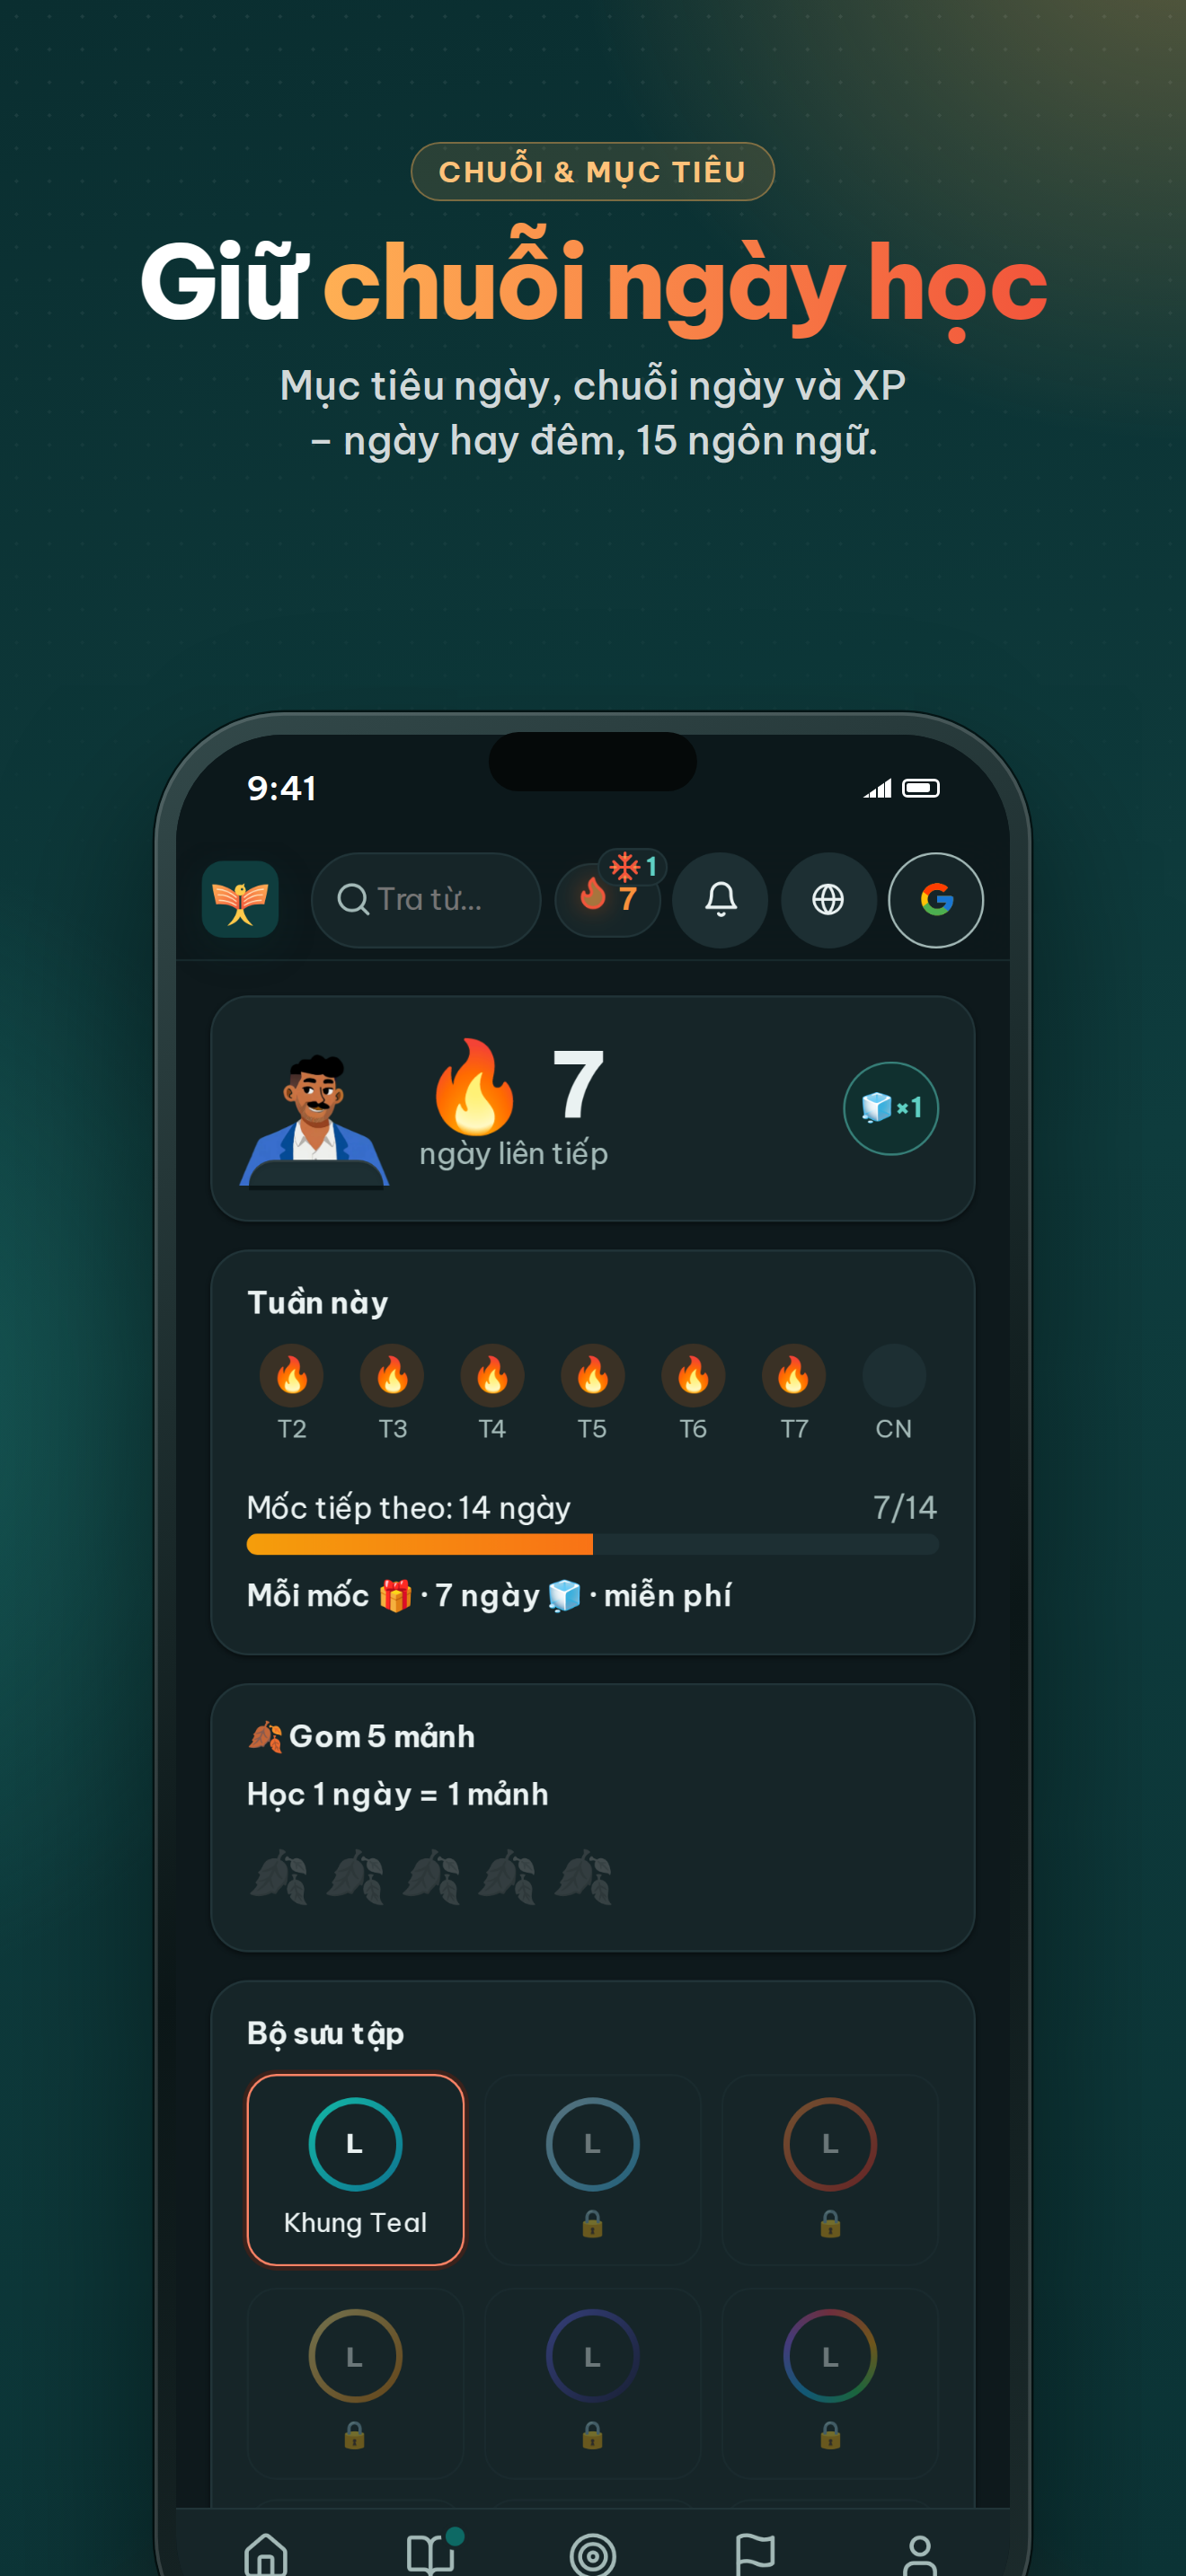 CHUỖI & MỤC TIÊU
Giữ chuỗi ngày học
Mục tiêu ngày, chuỗi ngày và XP
– ngày hay đêm, 15 ngôn ngữ.
9:41
Tra từ...
7
1
7
ngày liên tiếp
×1
Tuần này
T2 T3 T4 T5 T6 T7 CN
Mốc tiếp theo: 14 ngày 7/14
Mỗi mốc 🎁 · 7 ngày 🧊 · miễn phí
🍂 Gom 5 mảnh
Học 1 ngày = 1 mảnh
Bộ sưu tập
L L L
Khung Teal
L L L